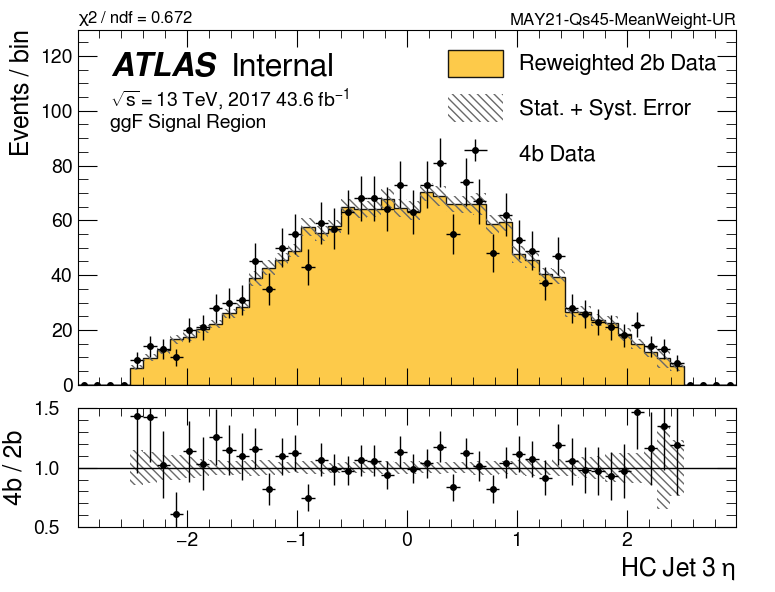 χ² / ndf = 0.672
MAY21-Qs45-MeanWeight-UR
ATLAS Internal
√s = 13 TeV, 2017 43.6 fb⁻¹
ggF Signal Region
Reweighted 2b Data
Stat. + Syst. Error
4b Data
Events / bin
120
100
80
60
40
20
0
4b / 2b
1.5
1.0
0.5
−2
−1
0
1
2
HC Jet 3 η